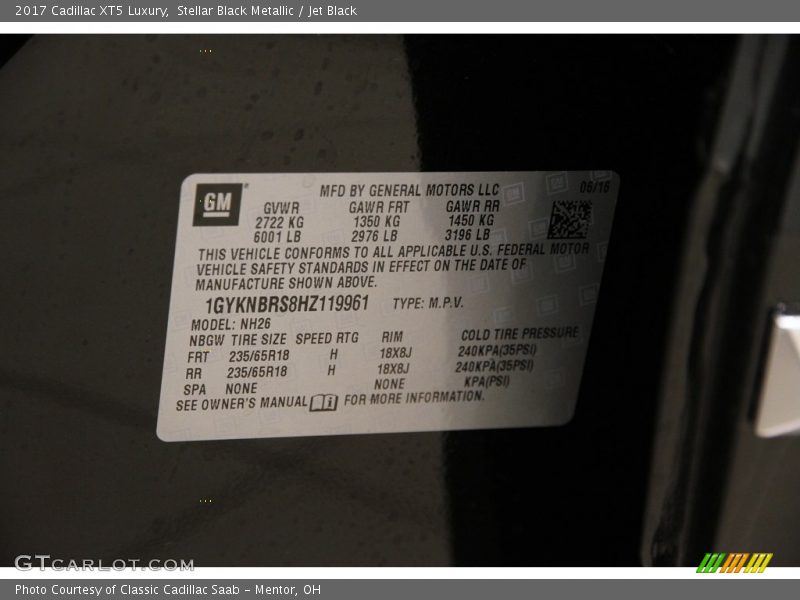 2017 Cadillac XT5 Luxury,  Stellar Black Metallic / Jet Black
GM
MFD BY GENERAL MOTORS LLC 06/16
GVWR GAWR FRT GAWR RR
2722 KG 1350 KG 1450 KG
6001 LB 2976 LB 3196 LB
THIS VEHICLE CONFORMS TO ALL APPLICABLE U.S. FEDERAL MOTOR
VEHICLE SAFETY STANDARDS IN EFFECT ON THE DATE OF
MANUFACTURE SHOWN ABOVE.
1GYKNBRS8HZ119961 TYPE: M.P.V.
MODEL: NH26
NBGW TIRE SIZE SPEED RTG RIM COLD TIRE PRESSURE
FRT 235/65R18 H 18X8J 240KPA(35PSI)
RR 235/65R18 H 18X8J 240KPA(35PSI)
SPA NONE NONE KPA(PSI)
SEE OWNER'S MANUAL FOR MORE INFORMATION.
GTCARLOT.COM
Photo Courtesy of Classic Cadillac Saab - Mentor, OH